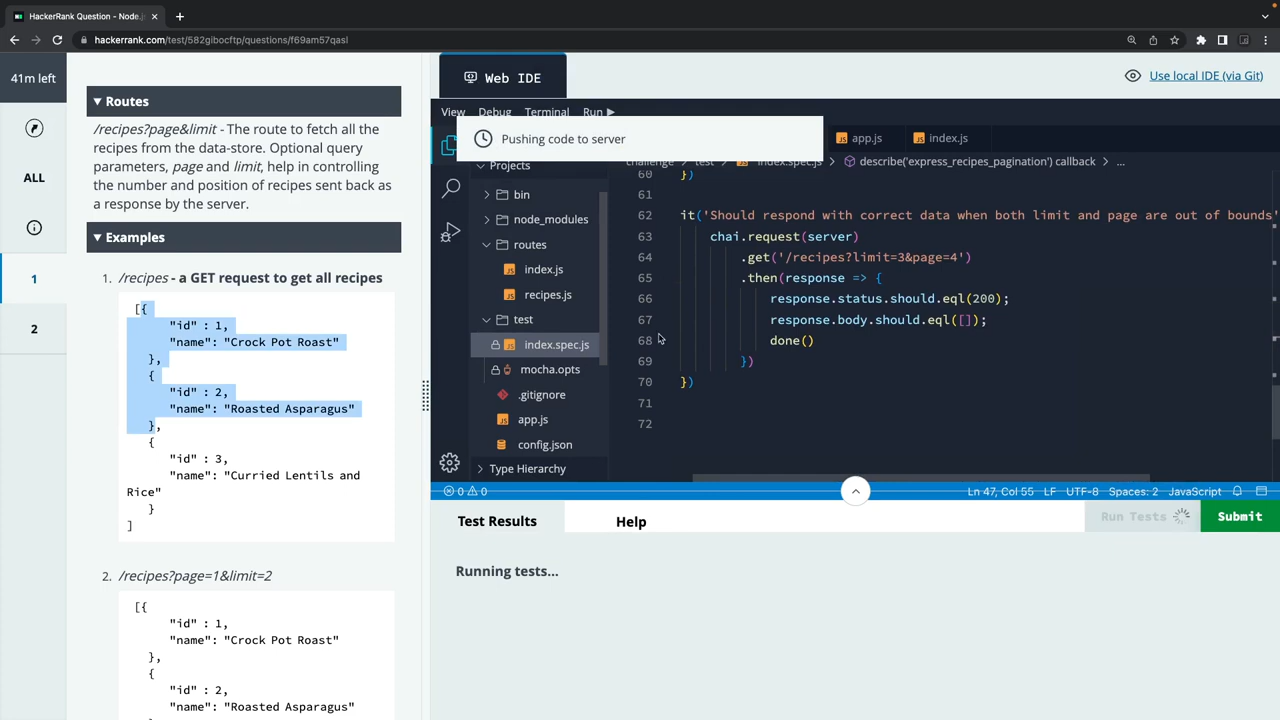 HackerRank Question - Node.j
hackerrank.com/test/582gibocftp/questions/f69am57qasl
41m left
ALL
1
2
Routes
/recipes?page&limit - The route to fetch all the
recipes from the data-store. Optional query
parameters, page and limit, help in controlling
the number and position of recipes sent back as
a response by the server.
Examples
1. /recipes - a GET request to get all recipes
[{
"id" : 1,
"name": "Crock Pot Roast"
},
{
"id" : 2,
"name": "Roasted Asparagus"
},
{
"id" : 3,
"name": "Curried Lentils and
Rice"
}
]
2. /recipes?page=1&limit=2
[{
"id" : 1,
"name": "Crock Pot Roast"
},
{
"id" : 2,
"name": "Roasted Asparagus"
Web IDE
Use local IDE (via Git)
View Debug Terminal Run
Pushing code to server
app.js index.js
challenge > test > index.spec.js > describe('express_recipes_pagination') callback > ...
Projects
bin
node_modules
routes
index.js
recipes.js
test
index.spec.js
mocha.opts
.gitignore
app.js
config.json
Type Hierarchy
60 })
61
62 it('Should respond with correct data when both limit and page are out of bounds'
63 chai.request(server)
64 .get('/recipes?limit=3&page=4')
65 .then(response => {
66 response.status.should.eql(200);
67 response.body.should.eql([]);
68 done()
69 })
70 })
71
72
0 0 Ln 47, Col 55 LF UTF-8 Spaces: 2 JavaScript
Test Results Help Run Tests Submit
Running tests...